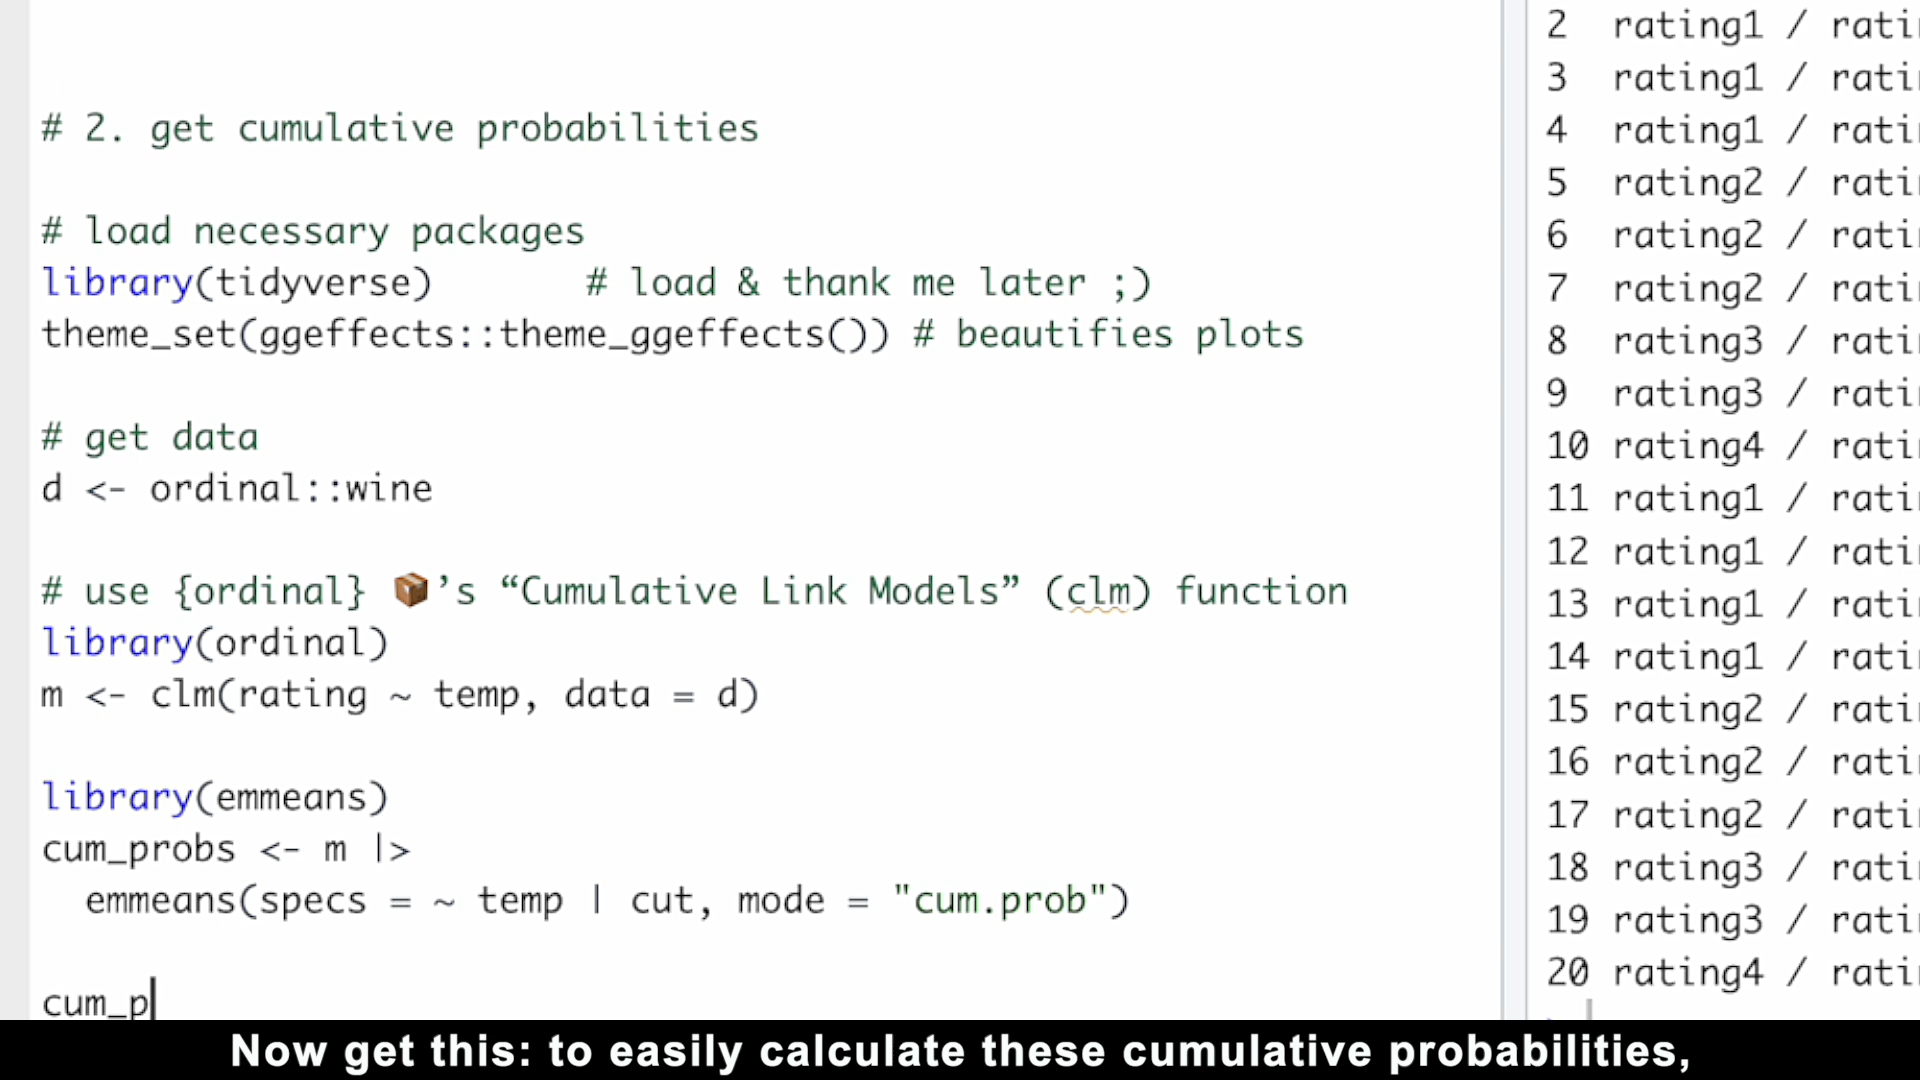 # 2. get cumulative probabilities
# load necessary packages
library(tidyverse)       # load & thank me later ;)
theme_set(ggeffects::theme_ggeffects()) # beautifies plots
# get data
d <- ordinal::wine
# use {ordinal} 📦’s “Cumulative Link Models” (clm) function
library(ordinal)
m <- clm(rating ~ temp, data = d)
library(emmeans)
cum_probs <- m |>
  emmeans(specs = ~ temp | cut, mode = "cum.prob")
cum_p
2 rating1 /
3 rating1 /
4 rating1 /
5 rating2 /
6 rating2 /
7 rating2 /
8 rating3 /
9 rating3 /
10 rating4 /
11 rating1 /
12 rating1 /
13 rating1 /
14 rating1 /
15 rating2 /
16 rating2 /
17 rating2 /
18 rating3 /
19 rating3 /
20 rating4 /
Now get this: to easily calculate these cumulative probabilities,